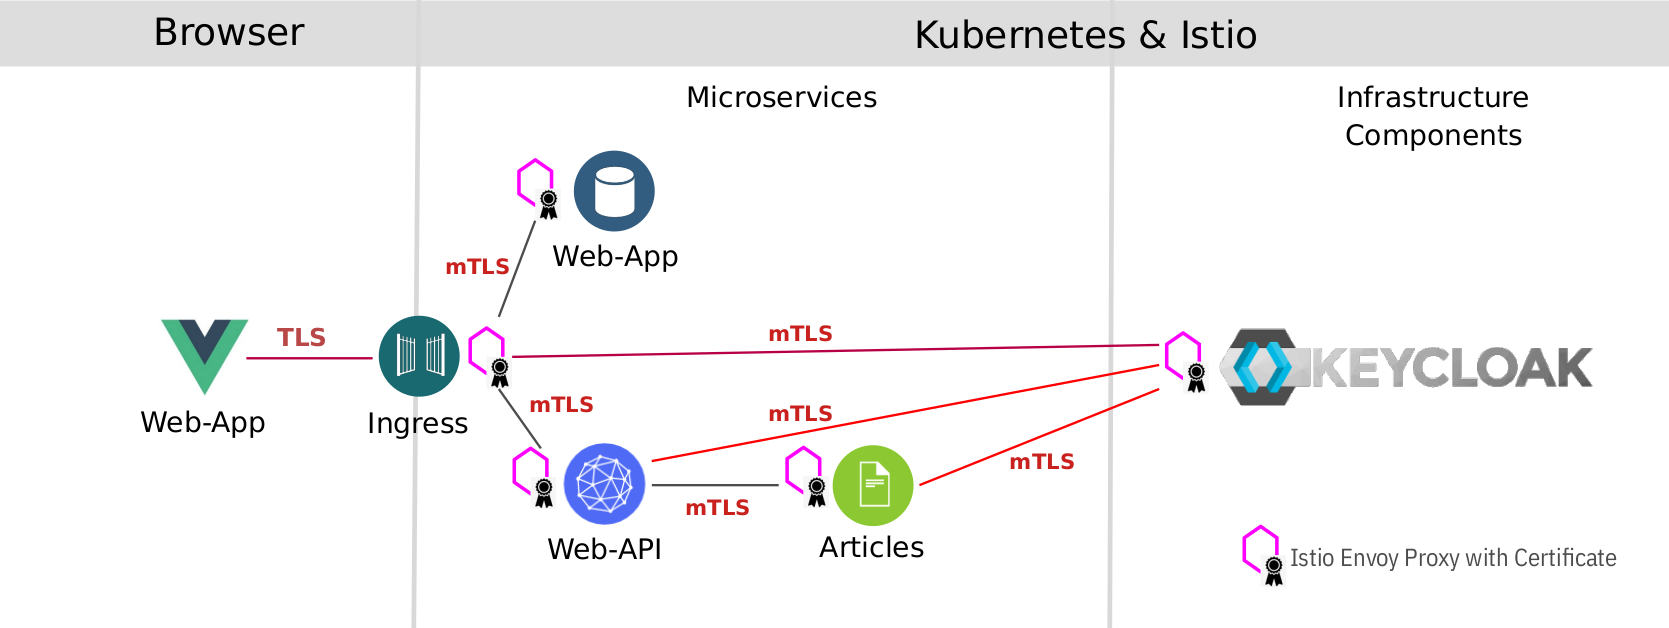 Browser
Kubernetes & Istio
Microservices
Infrastructure
Components
Web-App
mTLS
TLS
mTLS
KEYCLOAK
Web-App
Ingress
mTLS
mTLS
mTLS
mTLS
Web-API
Articles
Istio Envoy Proxy with Certificate